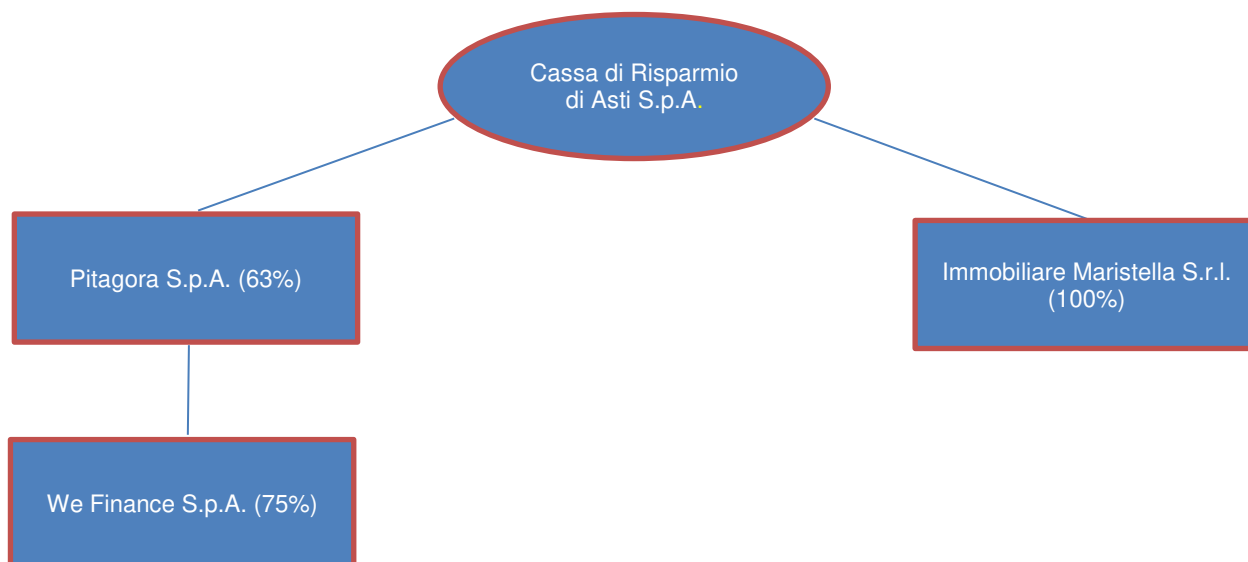 Cassa di Risparmio
di Asti S.p.A.
Pitagora S.p.A. (63%)
Immobiliare Maristella S.r.l.
(100%)
We Finance S.p.A. (75%)